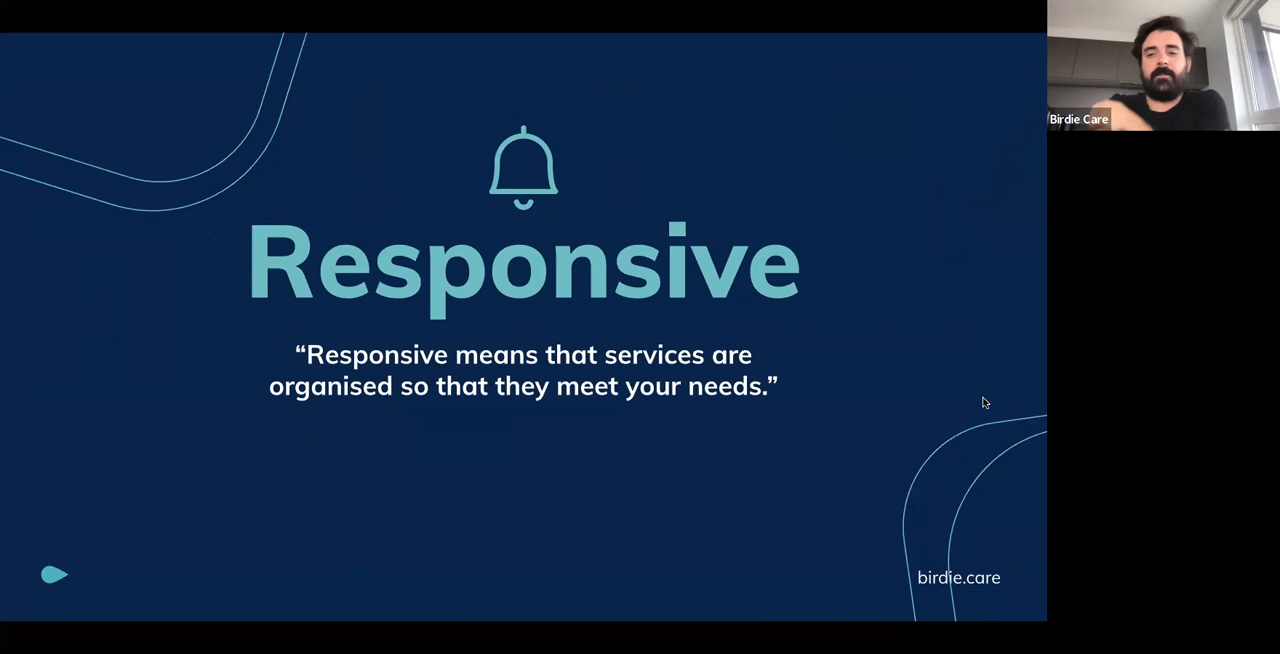 Birdie Care
Responsive
“Responsive means that services are
organised so that they meet your needs.”
birdie.care